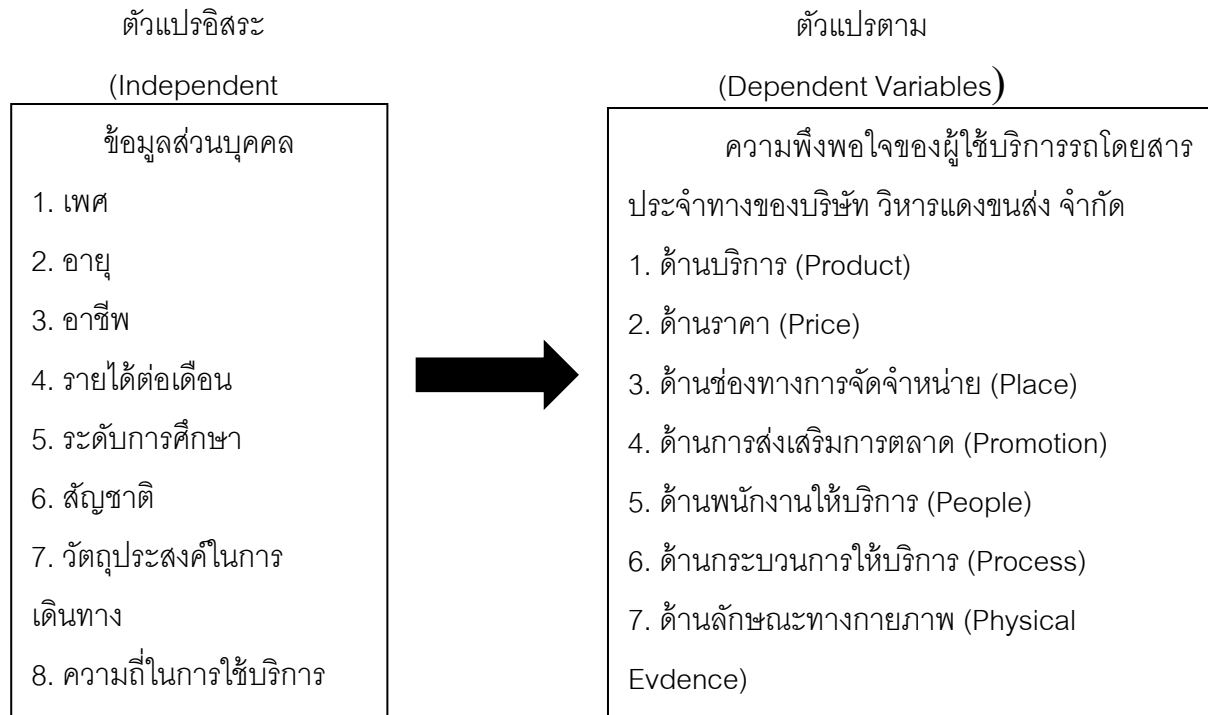 ตัวแปรอิสระ
(Independent
ข้อมูลส่วนบุคคล
1. เพศ
2. อายุ
3. อาชีพ
4. รายได้ต่อเดือน
5. ระดับการศึกษา
6. สัญชาติ
7. วัตถุประสงค์ในการ
เดินทาง
8. ความถี่ในการใช้บริการ
ตัวแปรตาม
(Dependent Variables)
ความพึงพอใจของผู้ใช้บริการรถโดยสาร
ประจำทางของบริษัท วิหารแดงขนส่ง จำกัด
1. ด้านบริการ (Product)
2. ด้านราคา (Price)
3. ด้านช่องทางการจัดจำหน่าย (Place)
4. ด้านการส่งเสริมการตลาด (Promotion)
5. ด้านพนักงานให้บริการ (People)
6. ด้านกระบวนการให้บริการ (Process)
7. ด้านลักษณะทางกายภาพ (Physical
Evdence)